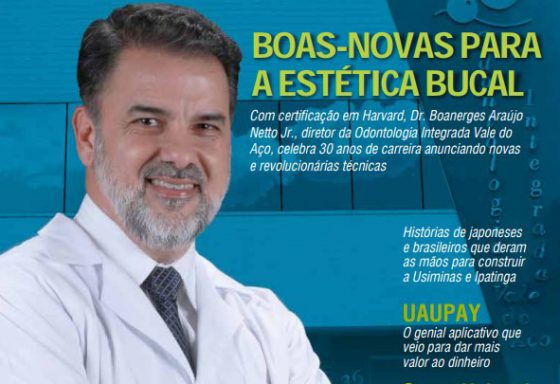 BOAS-NOVAS PARA
A ESTÉTICA BUCAL
Com certificação em Harvard, Dr. Boanerges Araújo
Netto Jr., diretor da Odontologia Integrada Vale do
Aço, celebra 30 anos de carreira anunciando novas
e revolucionárias técnicas
Histórias de japoneses
e brasileiros que deram
as mãos para construir
a Usiminas e Ipatinga
UAUPAY
O genial aplicativo que
veio para dar mais
valor ao dinheiro
Integrada